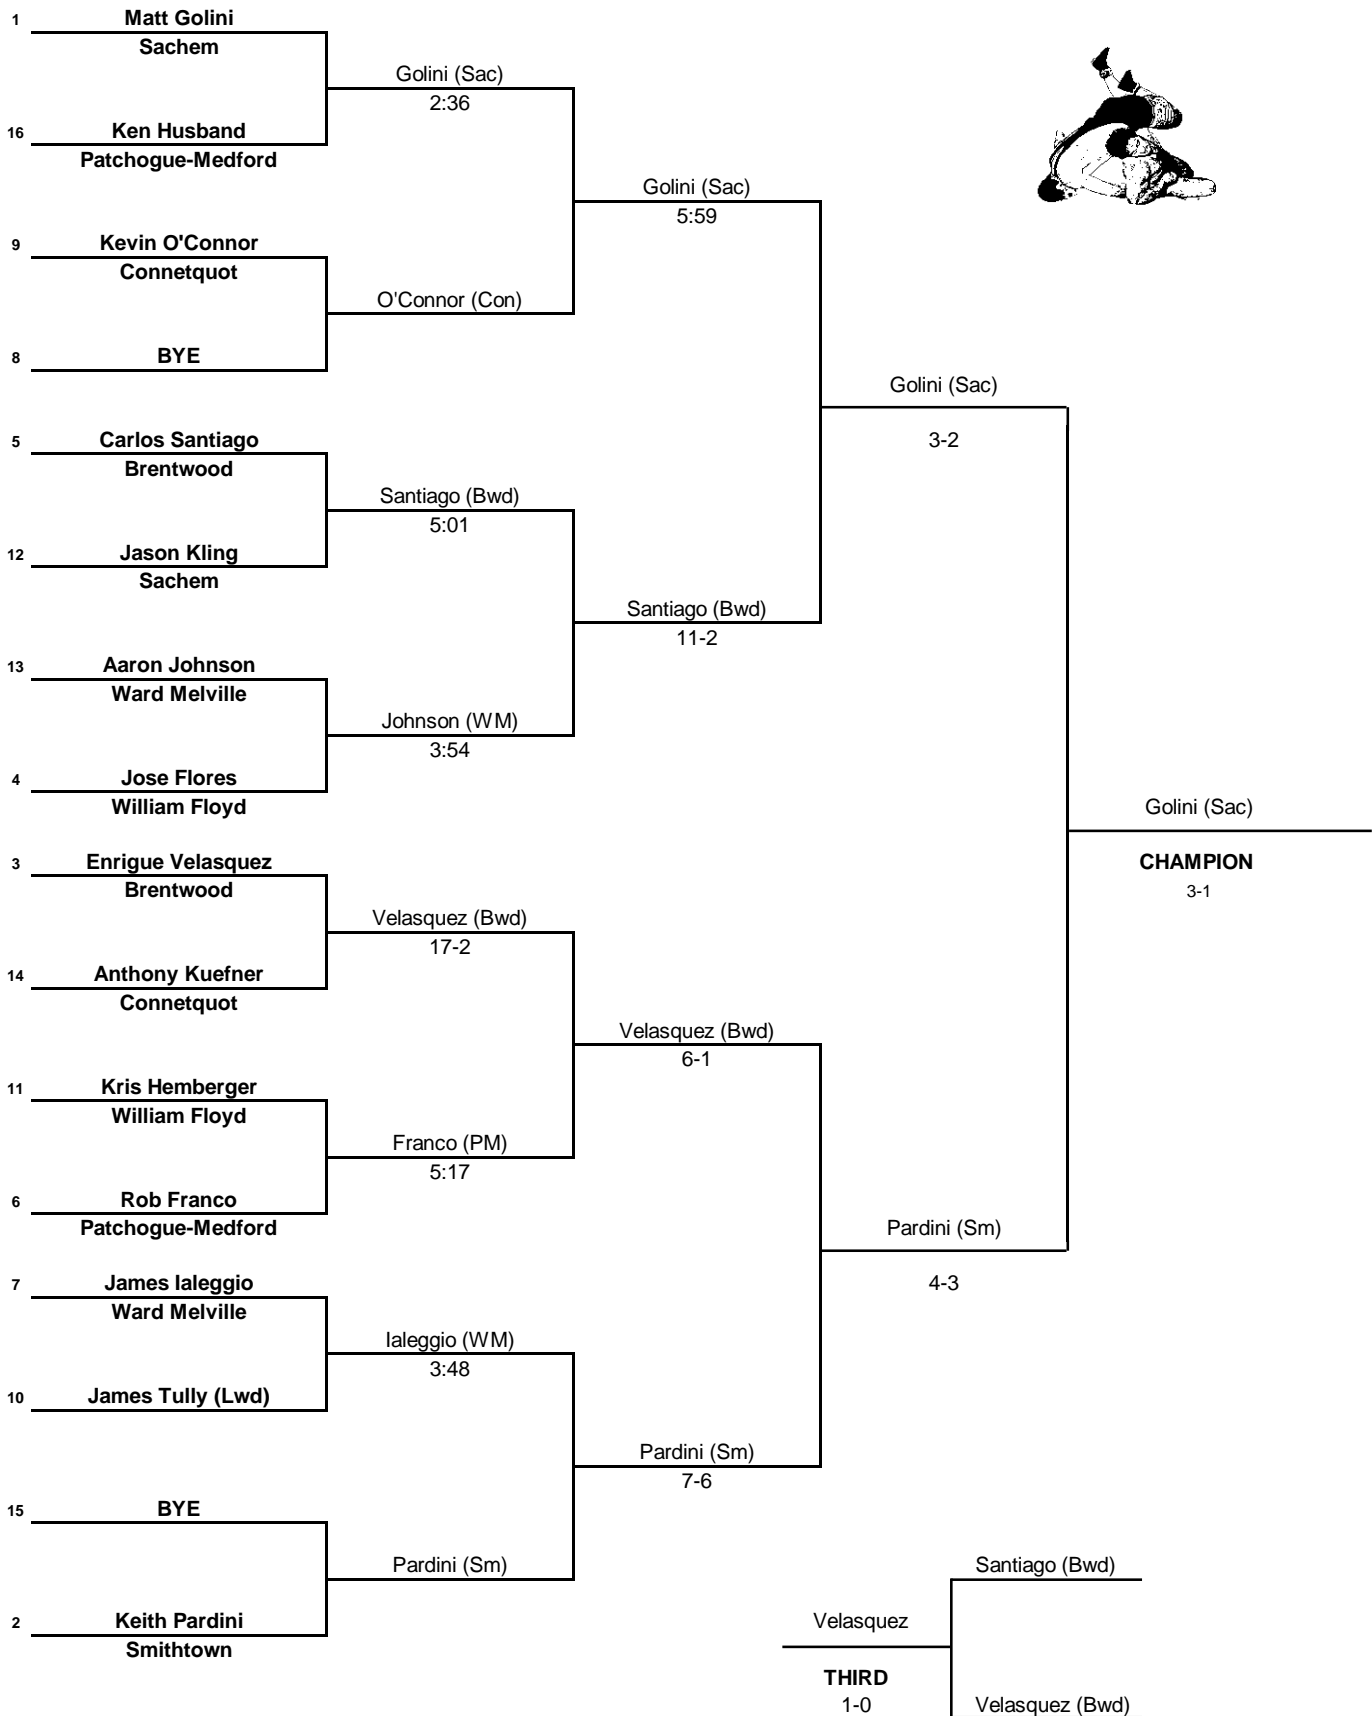 1 Matt Golini
Sachem
Golini (Sac)
2:36
16 Ken Husband
Patchogue-Medford
Golini (Sac)
5:59
9 Kevin O'Connor
Connetquot
O'Connor (Con)
8 BYE
Golini (Sac)
3-2
5 Carlos Santiago
Brentwood
Santiago (Bwd)
5:01
12 Jason Kling
Sachem
Santiago (Bwd)
11-2
13 Aaron Johnson
Ward Melville
Johnson (WM)
3:54
4 Jose Flores
William Floyd
Golini (Sac)
CHAMPION
3-1
3 Enrigue Velasquez
Brentwood
Velasquez (Bwd)
17-2
14 Anthony Kuefner
Connetquot
Velasquez (Bwd)
6-1
11 Kris Hemberger
William Floyd
Franco (PM)
5:17
6 Rob Franco
Patchogue-Medford
Pardini (Sm)
4-3
7 James Ialeggio
Ward Melville
Ialeggio (WM)
3:48
10 James Tully (Lwd)
Pardini (Sm)
7-6
15 BYE
Pardini (Sm)
2 Keith Pardini
Smithtown
Santiago (Bwd)
Velasquez
THIRD
1-0
Velasquez (Bwd)